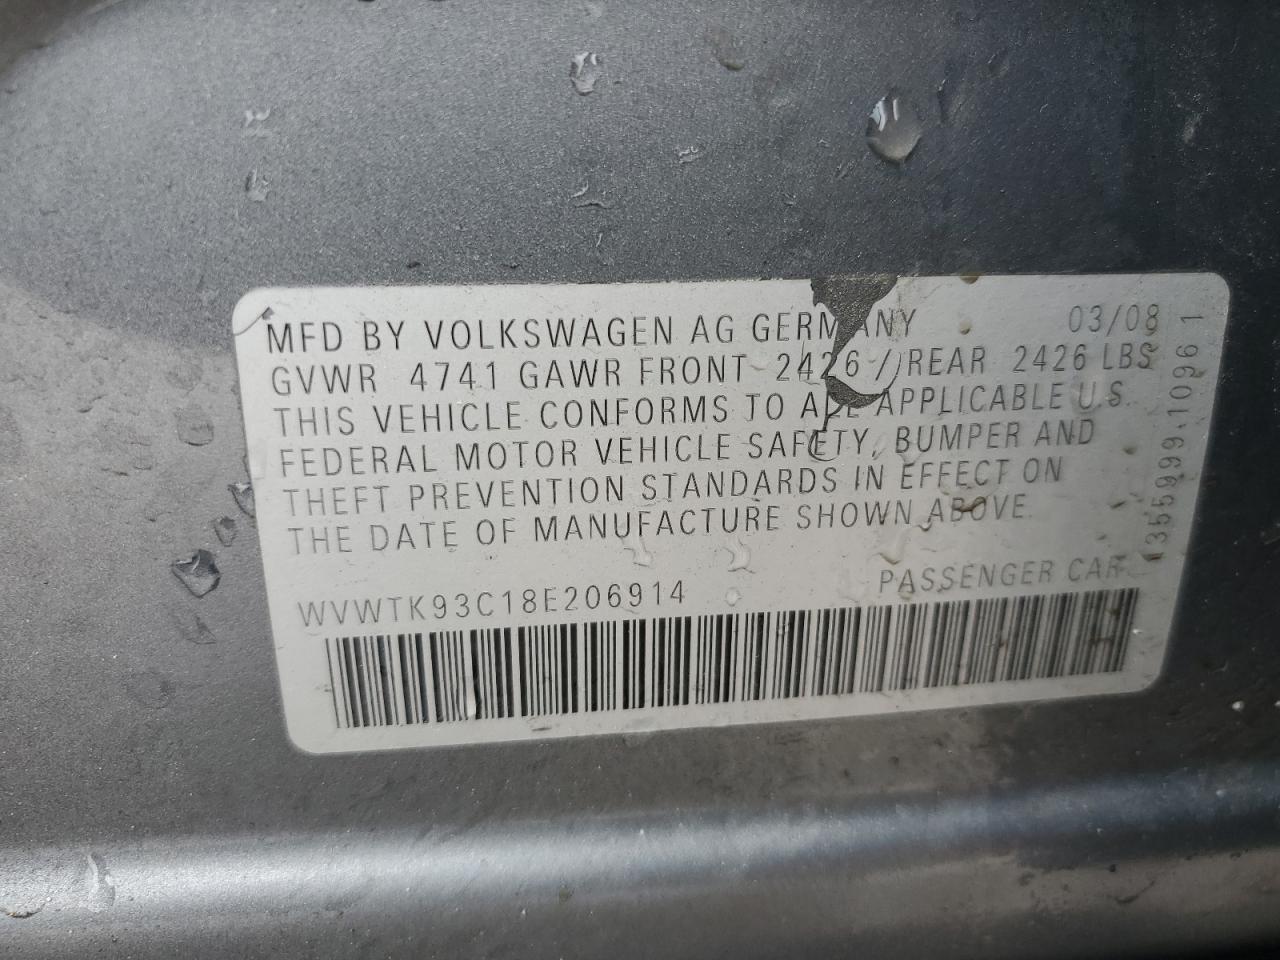 MFD BY VOLKSWAGEN AG GERMANY 03/08
GVWR 4741 GAWR FRONT 2426 / REAR 2426 LBS
THIS VEHICLE CONFORMS TO ALL APPLICABLE U.S.
FEDERAL MOTOR VEHICLE SAFETY, BUMPER AND
THEFT PREVENTION STANDARDS IN EFFECT ON
THE DATE OF MANUFACTURE SHOWN ABOVE.
PASSENGER CAR
WVWTK93C18E206914
1355999.1096 1